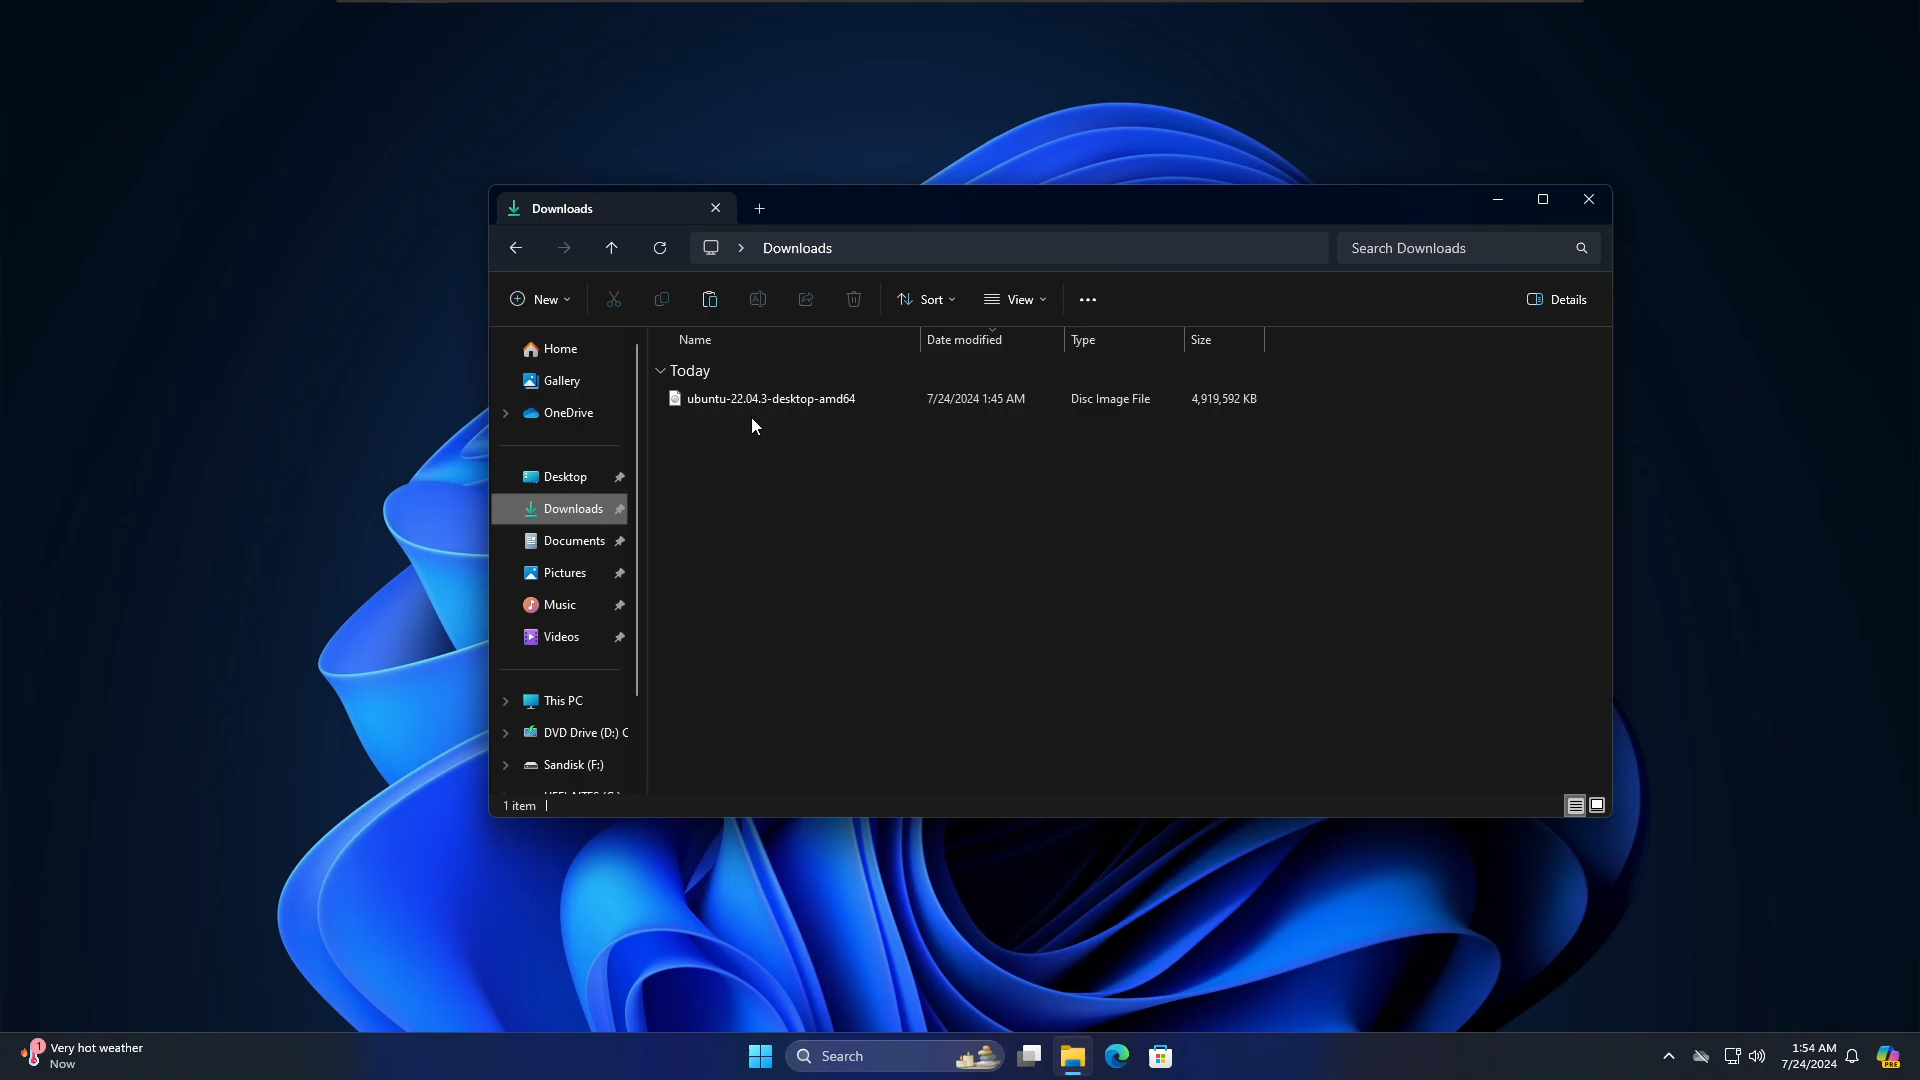 Downloads
Downloads
Search Downloads
New
Sort
View
Details
Name
Date modified
Type
Size
Today
ubuntu-22.04.3-desktop-amd64
7/24/2024 1:45 AM
Disc Image File
4,919,592 KB
Home
Gallery
OneDrive
Desktop
Downloads
Documents
Pictures
Music
Videos
This PC
DVD Drive (D:) C
Sandisk (F:)
1 item
1
Very hot weather
Now
Search
1:54 AM
7/24/2024
PRE